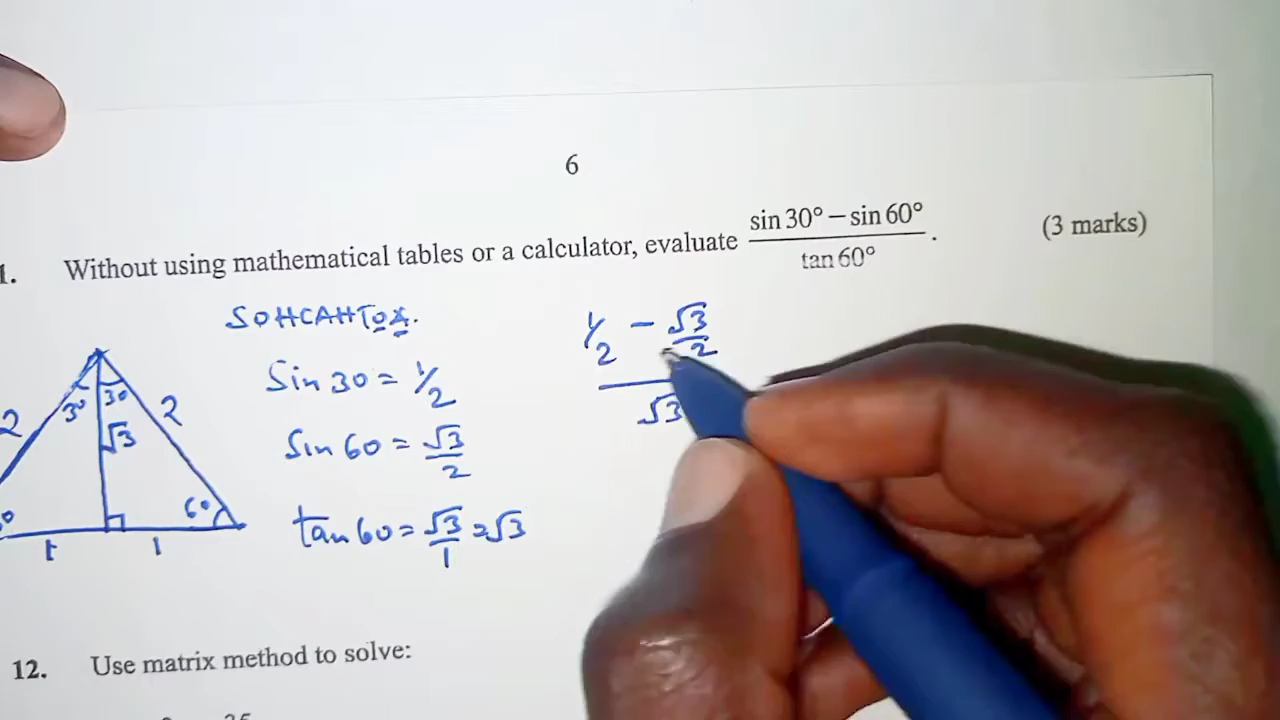 6
1. Without using mathematical tables or a calculator, evaluate (sin 30° – sin 60°)/(tan 60°). (3 marks)
SOHCAHTOA.
1/2 – √3/2
√3
Sin 30 = 1/2
Sin 60 = √3/2
tan 60 = √3/1 = √3
30 30
2 √3 2
60
1 1
12. Use matrix method to solve: